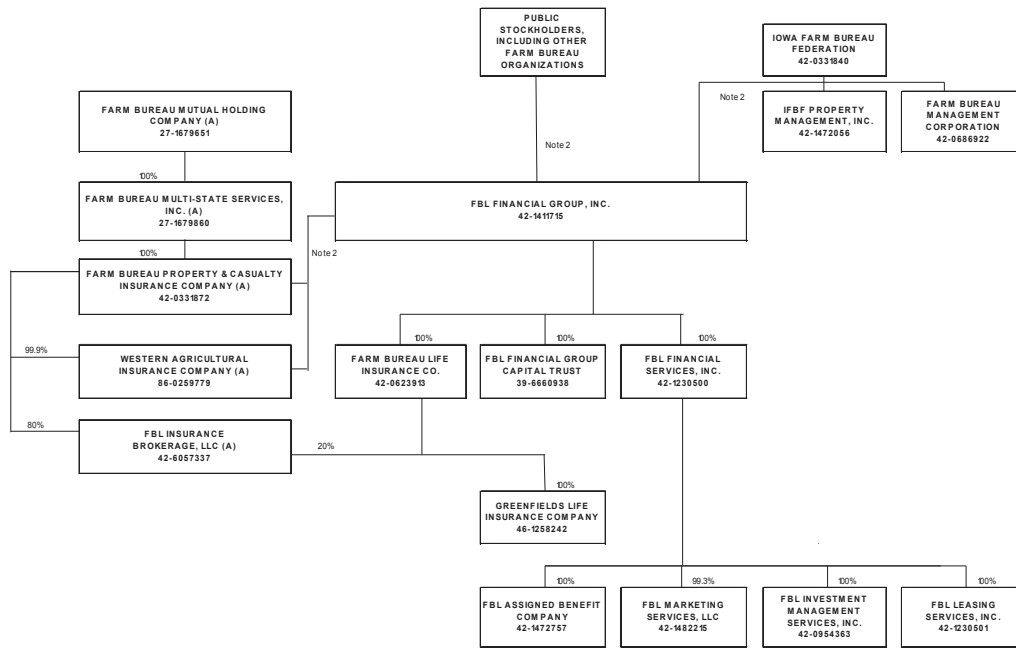 PUBLIC
STOCKHOLDERS,
INCLUDING OTHER
FARM BUREAU
ORGANIZATIONS
IOWA FARM BUREAU
FEDERATION
42-0331840
Note 2
Note 2
FARM BUREAU MUTUAL HOLDING
COMPANY (A)
27-1679651
IFBF PROPERTY
MANAGEMENT, INC.
42-1472056
FARM BUREAU
MANAGEMENT
CORPORATION
42-0686922
100%
FARM BUREAU MULTI-STATE SERVICES,
INC. (A)
27-1679860
FBL FINANCIAL GROUP, INC.
42-1411715
100%
Note 2
FARM BUREAU PROPERTY & CASUALTY
INSURANCE COMPANY (A)
42-0331872
99.9%
WESTERN AGRICULTURAL
INSURANCE COMPANY (A)
86-0259779
100%
FARM BUREAU LIFE
INSURANCE CO.
42-0623913
100%
FBL FINANCIAL GROUP
CAPITAL TRUST
39-6660938
100%
FBL FINANCIAL
SERVICES, INC.
42-1230500
80%
FBL INSURANCE
BROKERAGE, LLC (A)
42-6057337
20%
100%
GREENFIELDS LIFE
INSURANCE COMPANY
46-1258242
100%
FBL ASSIGNED BENEFIT
COMPANY
42-1472757
99.3%
FBL MARKETING
SERVICES, LLC
42-1482215
100%
FBL INVESTMENT
MANAGEMENT
SERVICES, INC.
42-0954363
100%
FBL LEASING
SERVICES, INC.
42-1230501